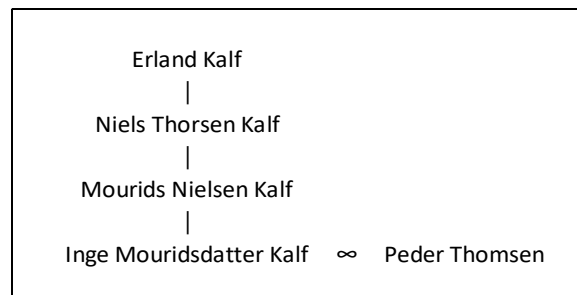 Erland Kalf
|
Niels Thorsen Kalf
|
Mourids Nielsen Kalf
|
Inge Mouridsdatter Kalf ∞ Peder Thomsen